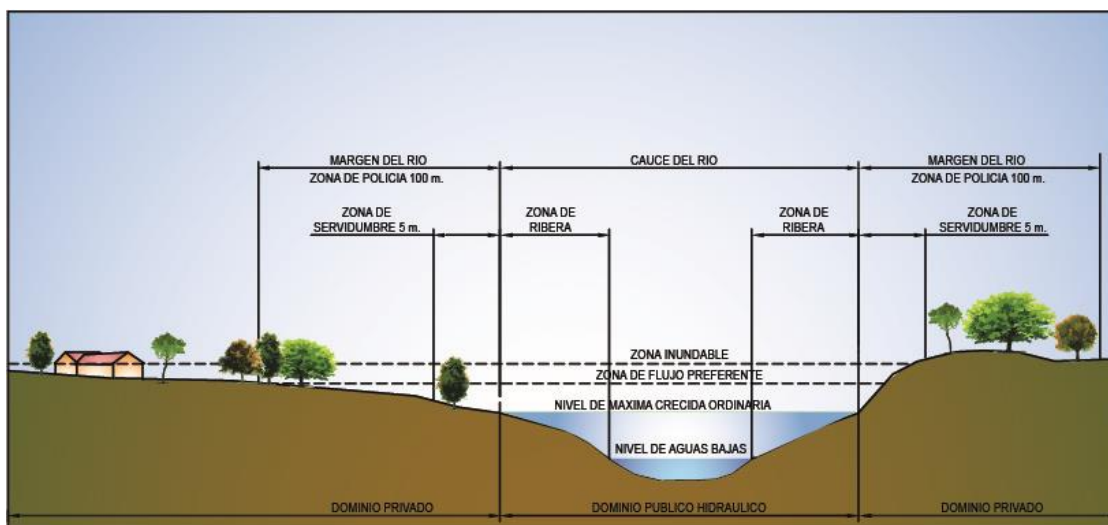 MARGEN DEL RIO
ZONA DE POLICIA 100 m.
CAUCE DEL RIO
MARGEN DEL RIO
ZONA DE POLICIA 100 m.
ZONA DE
SERVIDUMBRE 5 m.
ZONA DE
RIBERA
ZONA DE
RIBERA
ZONA DE
SERVIDUMBRE 5 m.
ZONA INUNDABLE
ZONA DE FLUJO PREFERENTE
NIVEL DE MAXIMA CRECIDA ORDINARIA
NIVEL DE AGUAS BAJAS
DOMINIO PRIVADO
DOMINIO PUBLICO HIDRAULICO
DOMINIO PRIVADO